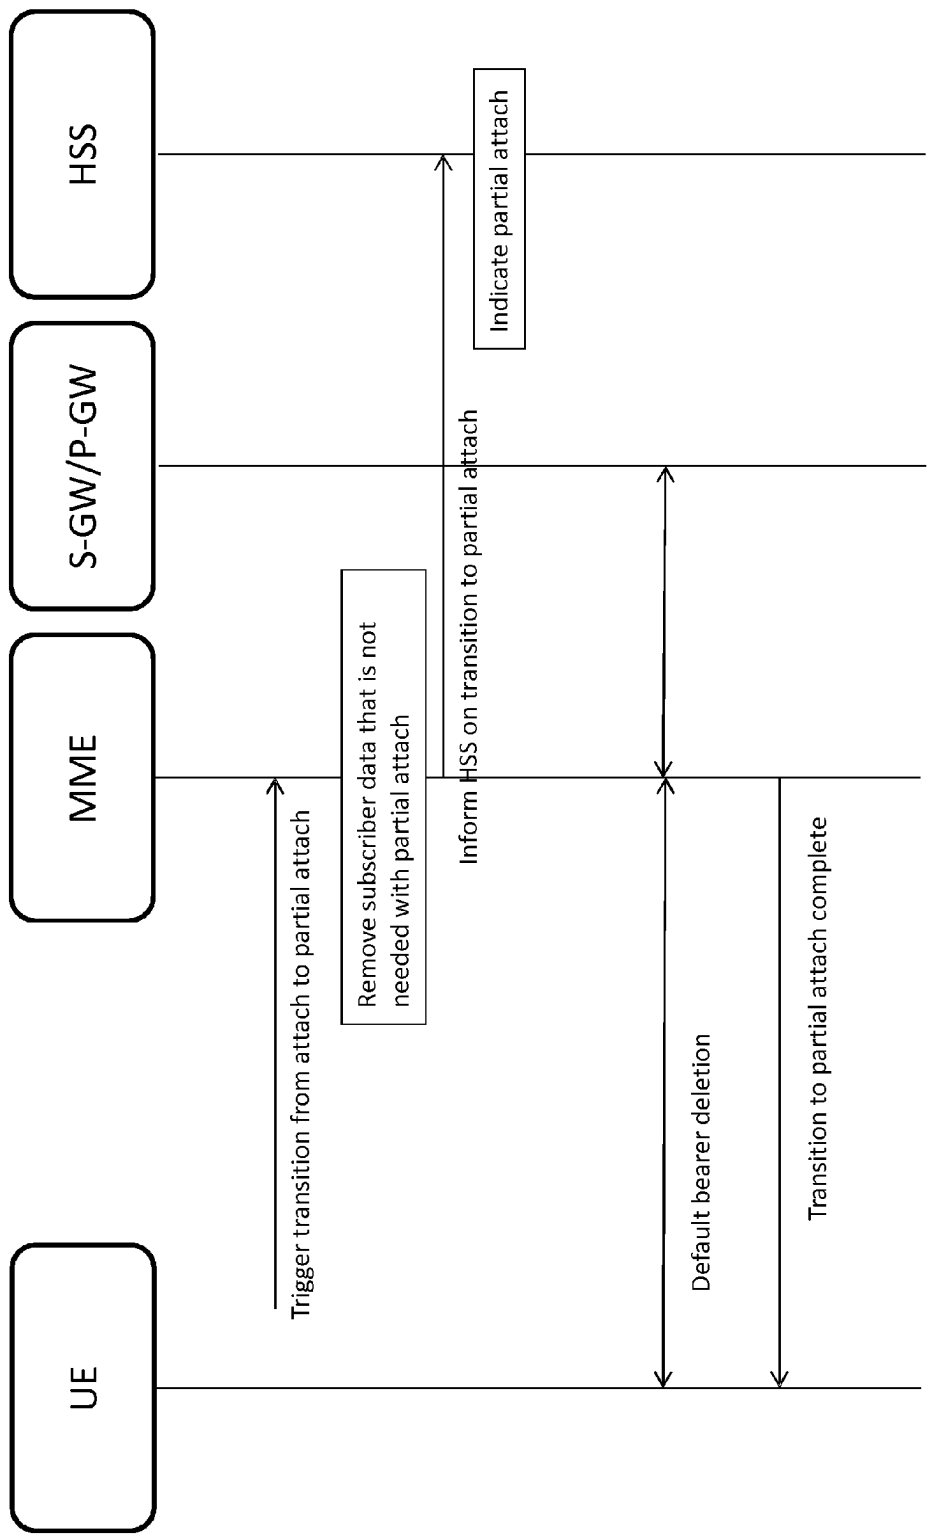 UE
MME
S-GW/P-GW
HSS
Trigger transition from attach to partial attach
Remove subscriber data that is not
needed with partial attach
Inform HSS on transition to partial attach
Indicate partial attach
Default bearer deletion
Transition to partial attach complete